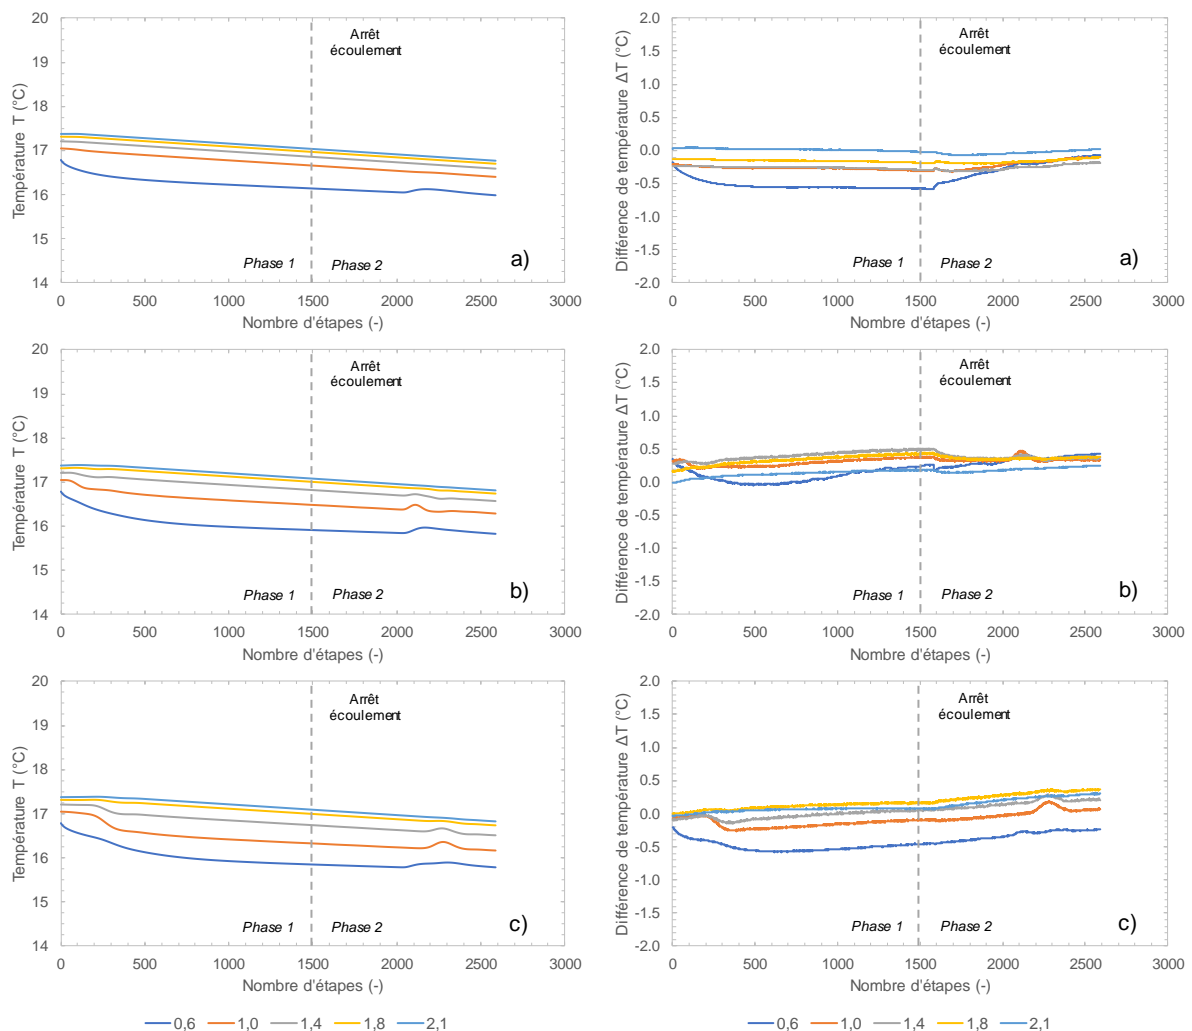 20
19
18
17
16
15
14
Température T (°C)
Arrêt
écoulement
Phase 1
Phase 2
a)
0
500
1000
1500
2000
2500
3000
Nombre d'étapes (-)
2.0
1.5
1.0
0.5
0.0
-0.5
-1.0
-1.5
-2.0
Différence de température ΔT (°C)
Arrêt
écoulement
Phase 1
Phase 2
a)
0
500
1000
1500
2000
2500
3000
Nombre d'étapes (-)
20
19
18
17
16
15
14
Température T (°C)
Arrêt
écoulement
Phase 1
Phase 2
b)
0
500
1000
1500
2000
2500
3000
Nombre d'étapes (-)
2.0
1.5
1.0
0.5
0.0
-0.5
-1.0
-1.5
-2.0
Différence de température ΔT (°C)
Arrêt
écoulement
Phase 1
Phase 2
b)
0
500
1000
1500
2000
2500
3000
Nombre d'étapes (-)
20
19
18
17
16
15
14
Température T (°C)
Arrêt
écoulement
Phase 1
Phase 2
c)
0
500
1000
1500
2000
2500
3000
Nombre d'étapes (-)
2.0
1.5
1.0
0.5
0.0
-0.5
-1.0
-1.5
-2.0
Différence de température ΔT (°C)
Arrêt
écoulement
Phase 1
Phase 2
c)
0
500
1000
1500
2000
2500
3000
Nombre d'étapes (-)
0,6 1,0 1,4 1,8 2,1
0,6 1,0 1,4 1,8 2,1